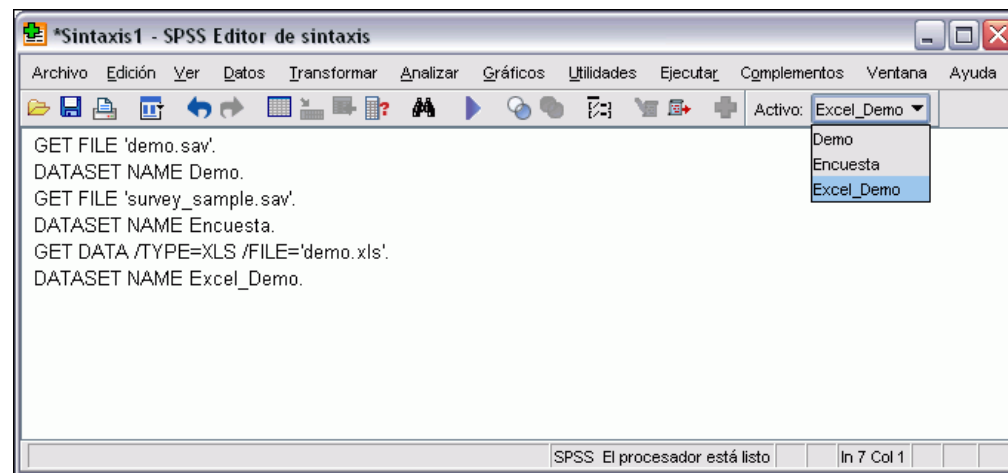 *Sintaxis1 - SPSS Editor de sintaxis
Archivo Edición Ver Datos Transformar Analizar Gráficos Utilidades Ejecutar Complementos Ventana Ayuda
Activo: Excel_Demo
Demo
Encuesta
Excel_Demo
GET FILE 'demo.sav'.
DATASET NAME Demo.
GET FILE 'survey_sample.sav'.
DATASET NAME Encuesta.
GET DATA /TYPE=XLS /FILE='demo.xls'.
DATASET NAME Excel_Demo.
SPSS El procesador está listo In 7 Col 1